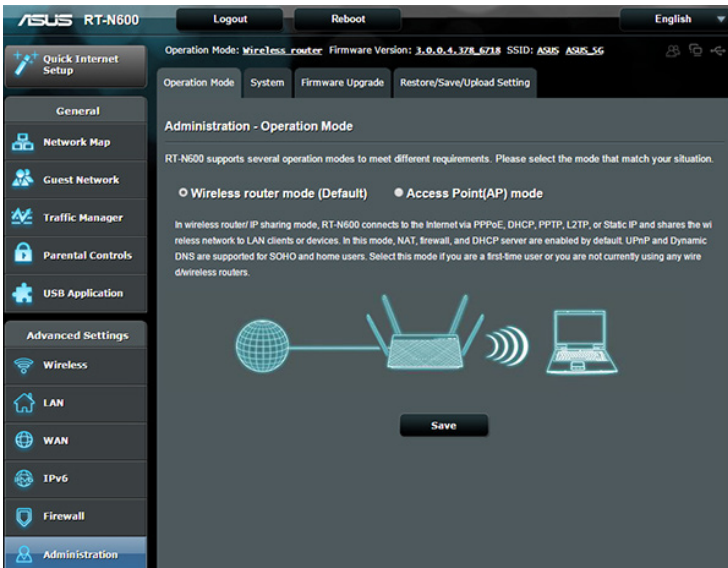 ASUS RT-N600 Logout Reboot English
Quick Internet Setup
General
Network Map
Guest Network
Traffic Manager
Parental Controls
USB Application
Advanced Settings
Wireless
LAN
WAN
IPv6
Firewall
Administration
Operation Mode: Wireless router Firmware Version: 3.0.0.4.378_6718 SSID: ASUS ASUS_5G
Operation Mode System Firmware Upgrade Restore/Save/Upload Setting
Administration - Operation Mode
RT-N600 supports several operation modes to meet different requirements. Please select the mode that match your situation.
Wireless router mode (Default) Access Point(AP) mode
In wireless router/ IP sharing mode, RT-N600 connects to the Internet via PPPoE, DHCP, PPTP, L2TP, or Static IP and shares the wi
reless network to LAN clients or devices. In this mode, NAT, firewall, and DHCP server are enabled by default. UPnP and Dynamic
DNS are supported for SOHO and home users. Select this mode if you are a first-time user or you are not currently using any wire
d/wireless routers.
Save